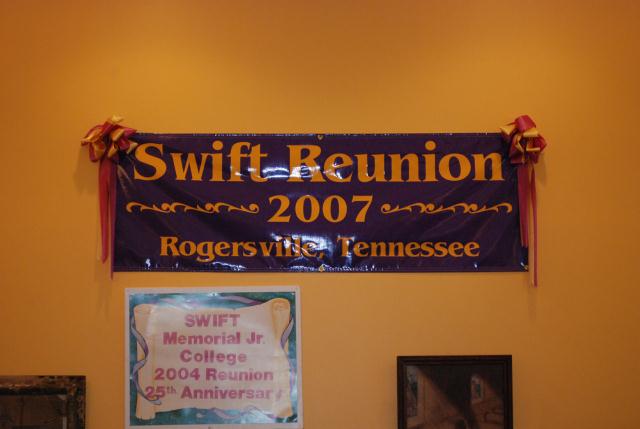 Swift Reunion
2007
Rogersville, Tennessee
SWIFT
Memorial Jr.
College
2004 Reunion
25th Anniversary